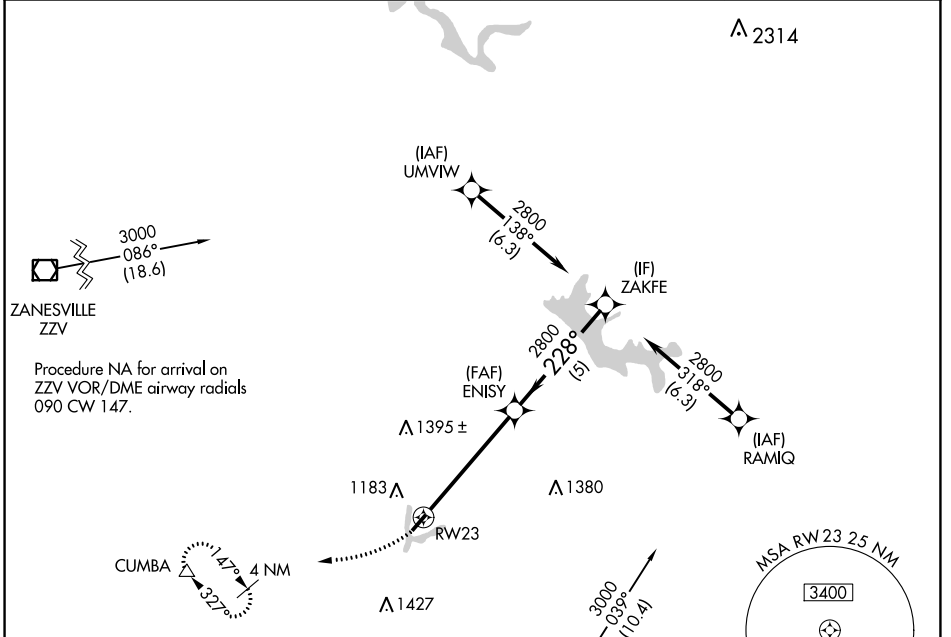 2314
(IAF)
UMVIW
2800
138°
(6.3)
3000
086°
(18.6)
ZANESVILLE
ZZV
(IF)
ZAKFE
Procedure NA for arrival on
ZZV VOR/DME airway radials
090 CW 147.
2800
228°
(5)
(FAF)
ENISY
2800
318°
(6.3)
(IAF)
RAMIQ
1395 ±
1183
1380
RW23
CUMBA
147°
4 NM
327°
1427
3000
039°
(10.4)
MSA RW 23 25 NM
3400